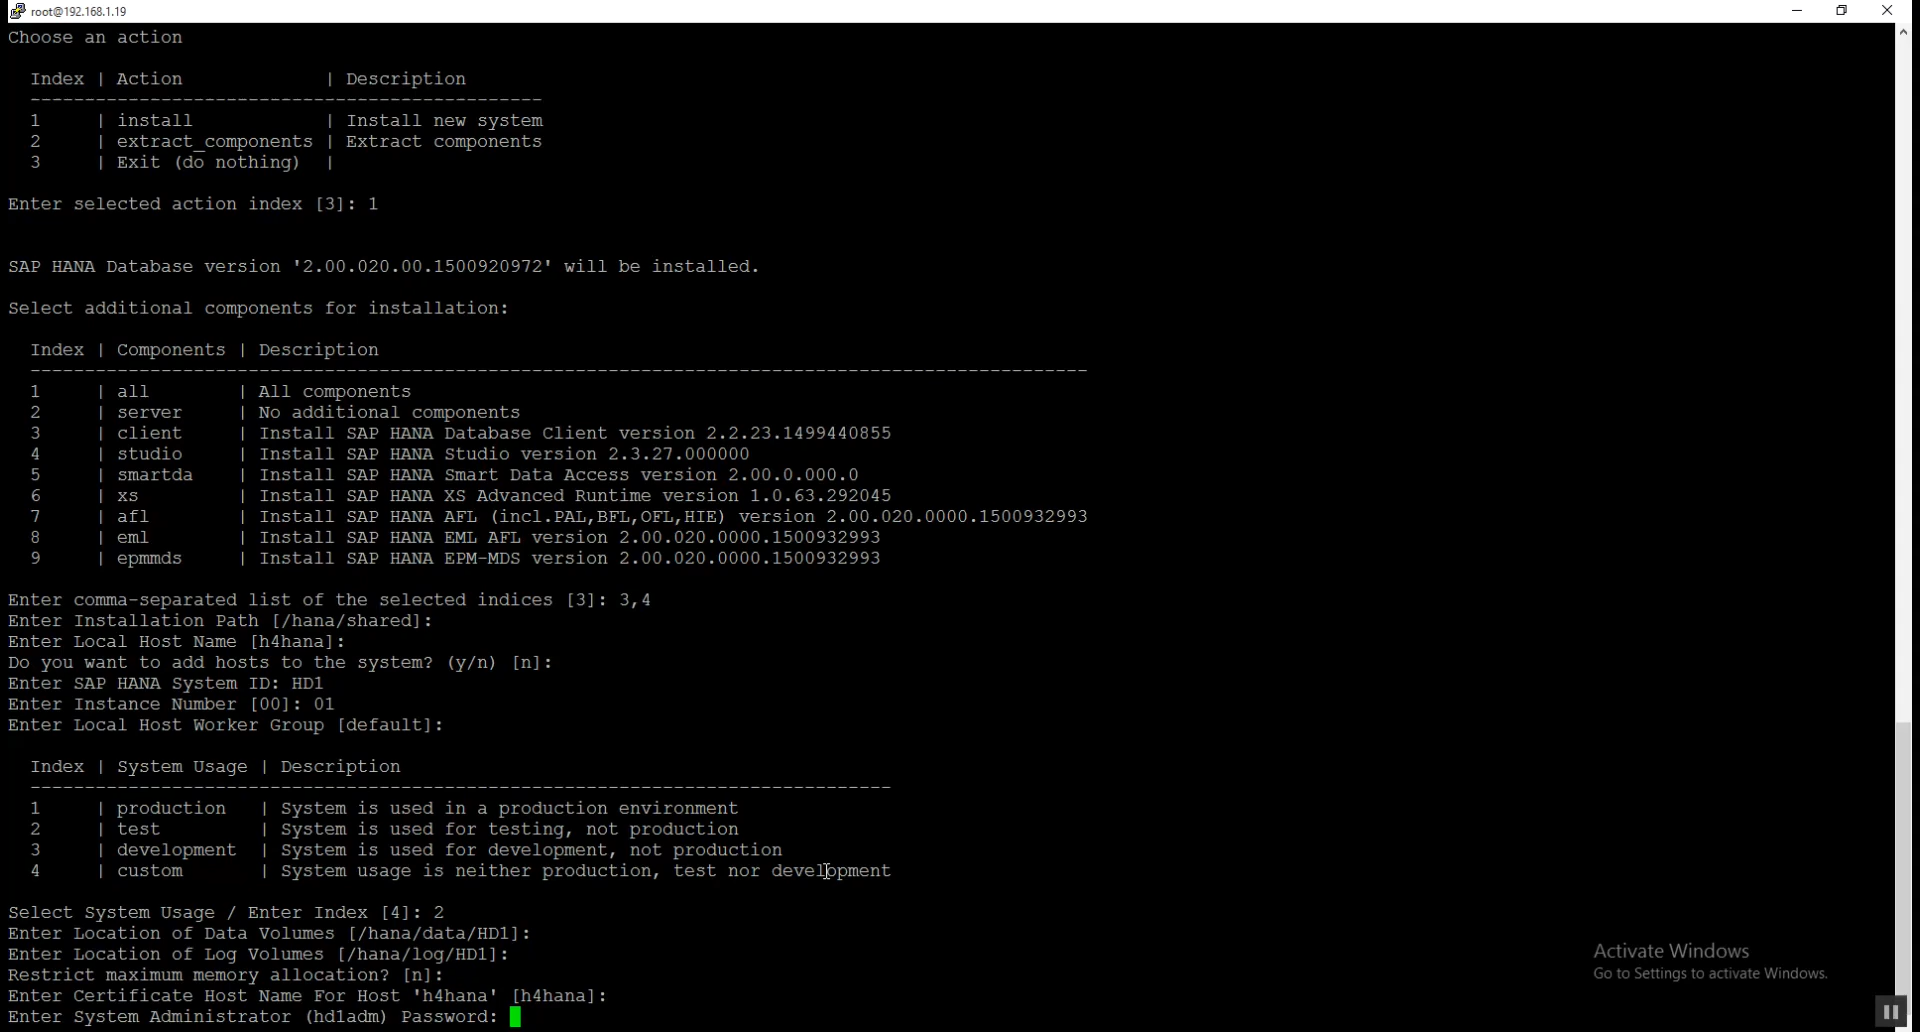 root@192.168.1.19
Choose an action
Index | Action | Description
-----------------------------------------------
1 | install | Install new system
2 | extract_components | Extract components
3 | Exit (do nothing) |
Enter selected action index [3]: 1
SAP HANA Database version '2.00.020.00.1500920972' will be installed.
Select additional components for installation:
Index | Components | Description
-------------------------------------------------------------------------------------------------
1 | all | All components
2 | server | No additional components
3 | client | Install SAP HANA Database Client version 2.2.23.1499440855
4 | studio | Install SAP HANA Studio version 2.3.27.000000
5 | smartda | Install SAP HANA Smart Data Access version 2.00.0.000.0
6 | xs | Install SAP HANA XS Advanced Runtime version 1.0.63.292045
7 | afl | Install SAP HANA AFL (incl.PAL,BFL,OFL,HIE) version 2.00.020.0000.1500932993
8 | eml | Install SAP HANA EML AFL version 2.00.020.0000.1500932993
9 | epmmds | Install SAP HANA EPM-MDS version 2.00.020.0000.1500932993
Enter comma-separated list of the selected indices [3]: 3,4
Enter Installation Path [/hana/shared]:
Enter Local Host Name [h4hana]:
Do you want to add hosts to the system? (y/n) [n]:
Enter SAP HANA System ID: HD1
Enter Instance Number [00]: 01
Enter Local Host Worker Group [default]:
Index | System Usage | Description
-------------------------------------------------------------------------------
1 | production | System is used in a production environment
2 | test | System is used for testing, not production
3 | development | System is used for development, not production
4 | custom | System usage is neither production, test nor development
Select System Usage / Enter Index [4]: 2
Enter Location of Data Volumes [/hana/data/HD1]:
Enter Location of Log Volumes [/hana/log/HD1]:
Restrict maximum memory allocation? [n]:
Enter Certificate Host Name For Host 'h4hana' [h4hana]:
Enter System Administrator (hd1adm) Password:
Activate Windows
Go to Settings to activate Windows.